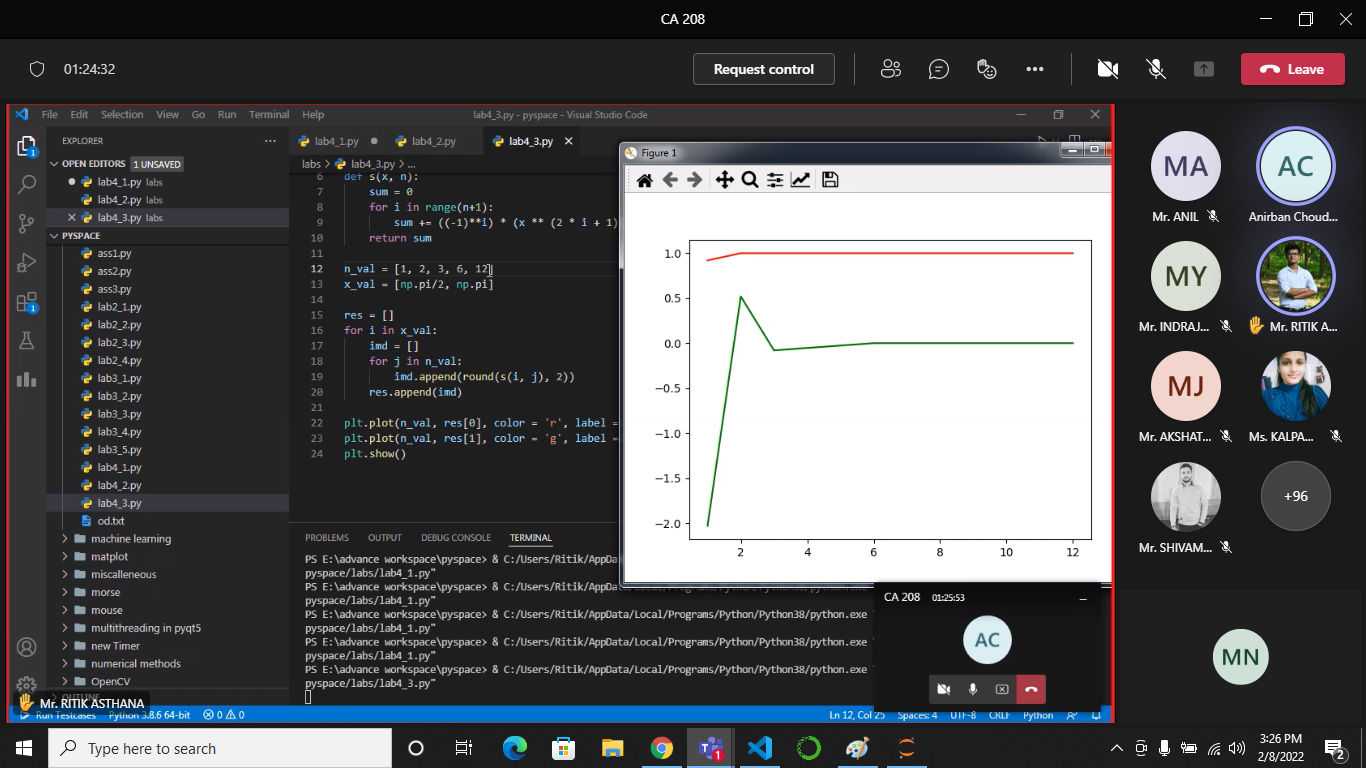 CA 208
01:24:32
Request control
Leave
File Edit Selection View Go Run Terminal Help
lab4_3.py - pyspace - Visual Studio Code
EXPLORER
OPEN EDITORS 1 UNSAVED
lab4_1.py labs
lab4_2.py labs
lab4_3.py labs
PYSPACE
ass1.py
ass2.py
ass3.py
lab2_1.py
lab2_2.py
lab2_3.py
lab2_4.py
lab3_1.py
lab3_2.py
lab3_3.py
lab3_4.py
lab3_5.py
lab4_1.py
lab4_2.py
lab4_3.py
od.txt
machine learning
matplot
miscalleneous
morse
mouse
multithreading in pyqt5
new Timer
numerical methods
OpenCV
OUTLINE
Mr. RITIK ASTHANA
lab4_1.py lab4_2.py lab4_3.py
labs > lab4_3.py > ...
6 def s(x, n):
7 sum = 0
8 for i in range(n+1):
9 sum += ((-1)**i) * (x ** (2 * i + 1)
10 return sum
11
12 n_val = [1, 2, 3, 6, 12]
13 x_val = [np.pi/2, np.pi]
14
15 res = []
16 for i in x_val:
17 imd = []
18 for j in n_val:
19 imd.append(round(s(i, j), 2))
20 res.append(imd)
21
22 plt.plot(n_val, res[0], color = 'r', label =
23 plt.plot(n_val, res[1], color = 'g', label =
24 plt.show()
PROBLEMS OUTPUT DEBUG CONSOLE TERMINAL
PS E:\advance workspace\pyspace> & C:/Users/Ritik/AppDa
pyspace/labs/lab4_1.py"
PS E:\advance workspace\pyspace> & C:/Users/Ritik/AppDa
pyspace/labs/lab4_1.py"
PS E:\advance workspace\pyspace> & C:/Users/Ritik/AppData/Local/Programs/Python/Python38/python.exe
pyspace/labs/lab4_1.py"
PS E:\advance workspace\pyspace> & C:/Users/Ritik/AppData/Local/Programs/Python/Python38/python.exe
pyspace/labs/lab4_1.py"
PS E:\advance workspace\pyspace> & C:/Users/Ritik/AppData/Local/Programs/Python/Python38/python.exe
pyspace/labs/lab4_3.py"
Run Testcases Python 3.8.6 64-bit 0 0
Ln 12, Col 25 Spaces: 4 UTF-8 CRLF Python
Figure 1
1.0
0.5
0.0
−0.5
−1.0
−1.5
−2.0
2 4 6 8 10 12
CA 208 01:25:53
AC
MA
Mr. ANIL
AC
Anirban Choud...
MY
Mr. INDRAJ...
Mr. RITIK A...
MJ
Mr. AKSHAT...
Ms. KALPA...
Mr. SHIVAM...
+96
MN
Type here to search
3:26 PM
2/8/2022